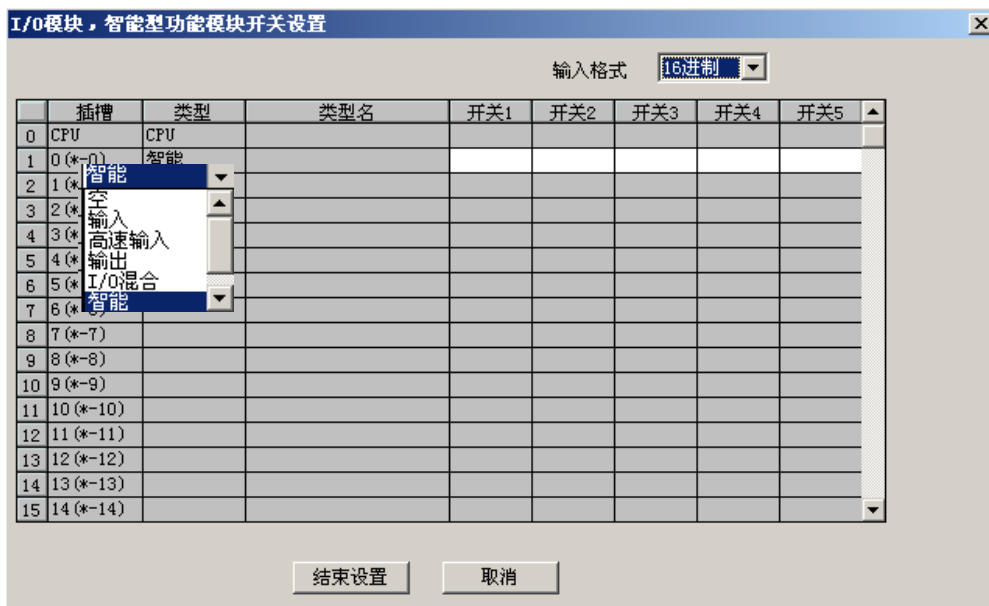 I/O模块，智能型功能模块开关设置
输入格式 16进制
插槽 类型 类型名 开关1 开关2 开关3 开关4 开关5
0 CPU CPU
1 0(*-0) 智能
智能
空
输入
高速输入
输出
I/O混合
智能
2 1(*
3 2(*
4 3(*
5 4(*
6 5(*
7 6(*
8 7(*-7)
9 8(*-8)
10 9(*-9)
11 10(*-10)
12 11(*-11)
13 12(*-12)
14 13(*-13)
15 14(*-14)
结束设置 取消